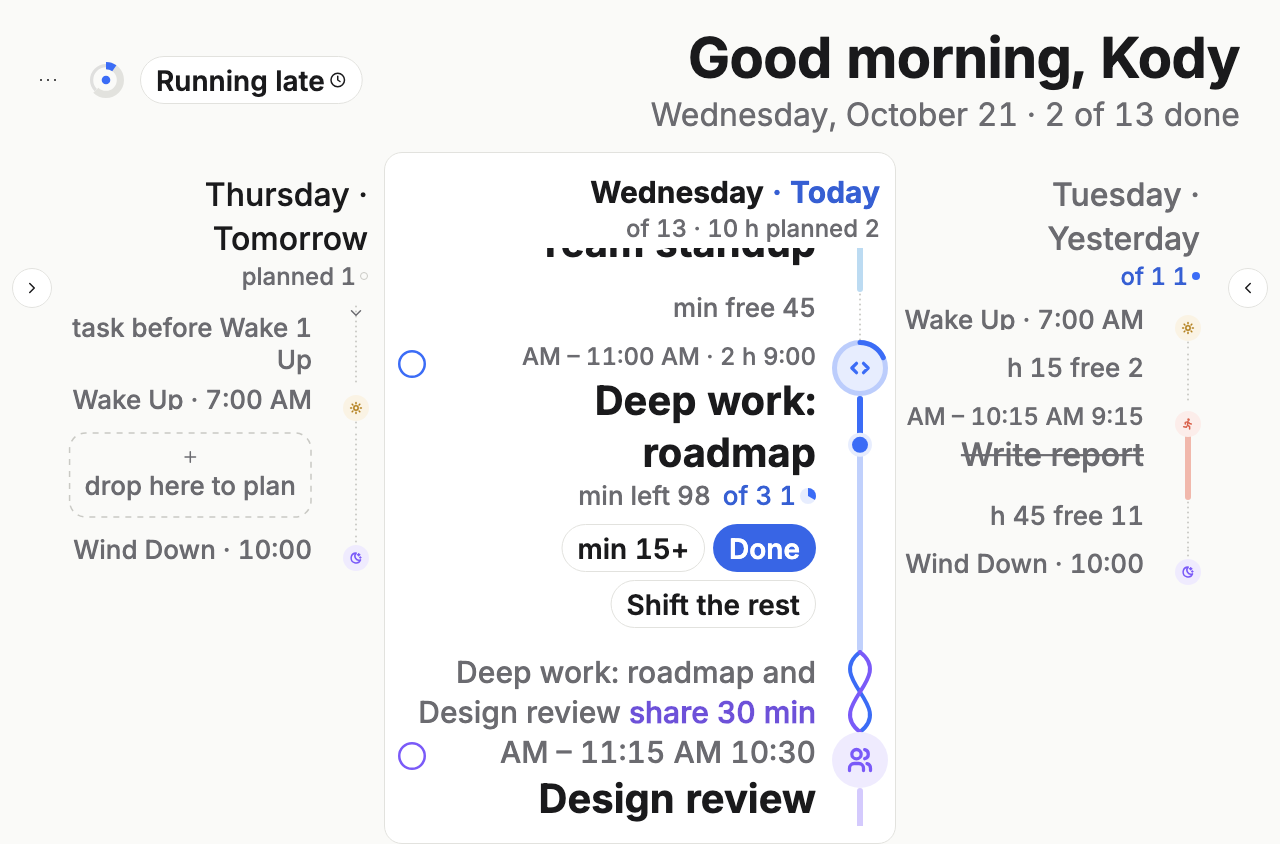 Good morning, Kody
Wednesday, October 21 · 2 of 13 done
Running late
Tuesday ·
Yesterday
of 1 1
Wake Up · 7:00 AM
h 15 free 2
AM – 10:15 AM 9:15
Write report
h 45 free 11
Wind Down · 10:00
Wednesday · Today
of 13 · 10 h planned 2
Team standup
min free 45
AM – 11:00 AM · 2 h 9:00
Deep work:
roadmap
min left 98 of 3 1
min 15+ Done
Shift the rest
Deep work: roadmap and
Design review share 30 min
AM – 11:15 AM 10:30
Design review
Thursday ·
Tomorrow
planned 1
task before Wake 1
Up
Wake Up · 7:00 AM
+
drop here to plan
Wind Down · 10:00